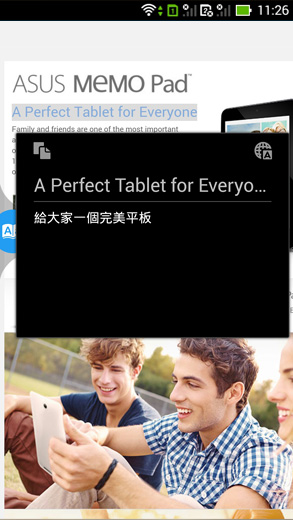 11:26
ASUS MeMO Pad™
A Perfect Tablet for Everyone
Family and friends are one of the most important
A Perfect Tablet for Everyo...
給大家一個完美平板